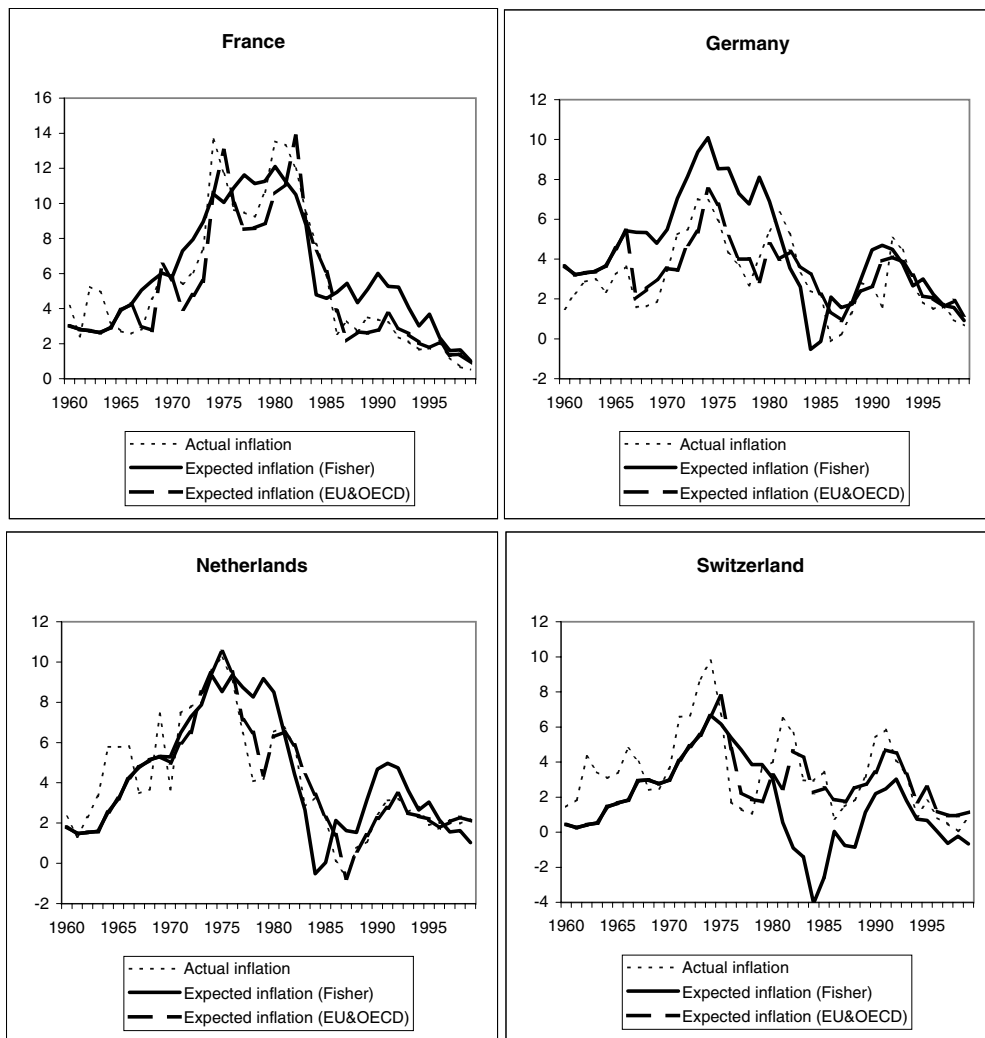 France
16
14
12
10
8
6
4
2
0
1960 1965 1970 1975 1980 1985 1990 1995
Actual inflation
Expected inflation (Fisher)
Expected inflation (EU&OECD)
Germany
12
10
8
6
4
2
0
-2
1960 1965 1970 1975 1980 1985 1990 1995
Actual inflation
Expected inflation (Fisher)
Expected inflation (EU&OECD)
Netherlands
12
10
8
6
4
2
0
-2
1960 1965 1970 1975 1980 1985 1990 1995
Actual inflation
Expected inflation (Fisher)
Expected inflation (EU&OECD)
Switzerland
12
10
8
6
4
2
0
-2
-4
1960 1965 1970 1975 1980 1985 1990 1995
Actual inflation
Expected inflation (Fisher)
Expected inflation (EU&OECD)